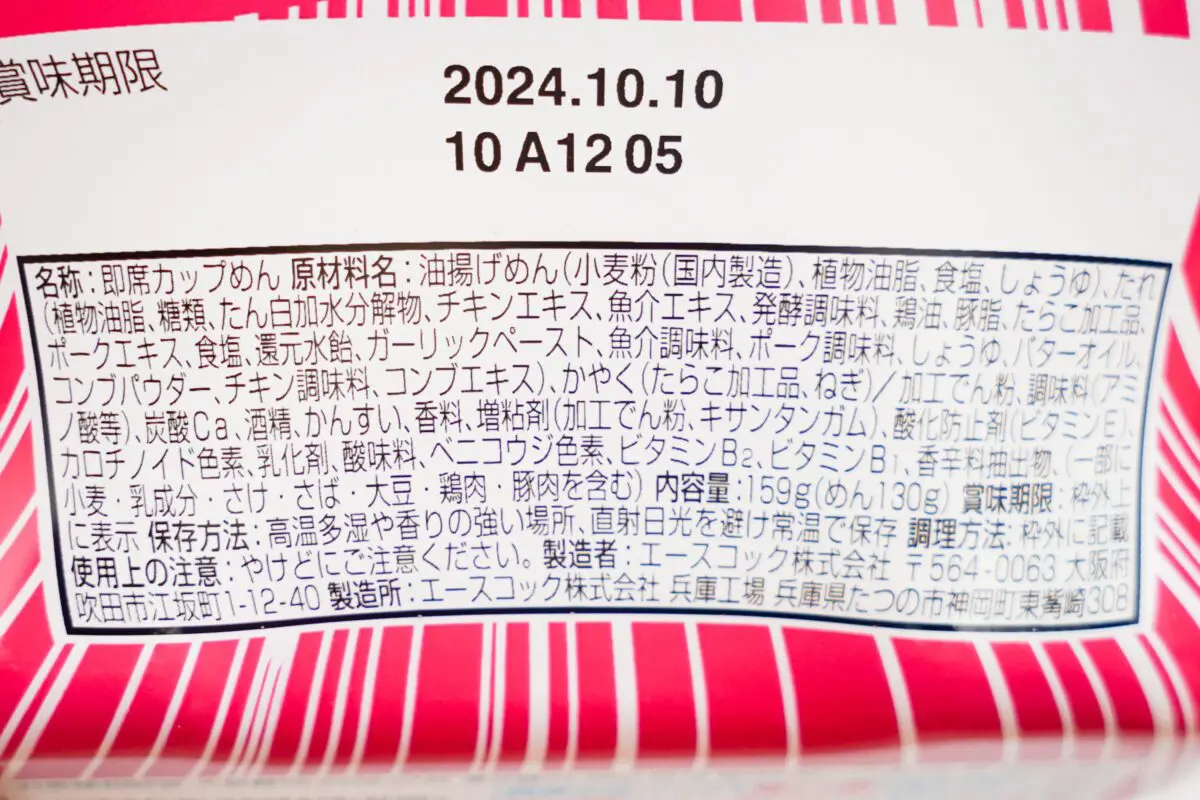 賞味期限
2024.10.10
10 A12 05
名称:即席カップめん 原材料名:油揚げめん(小麦粉(国内製造)、植物油脂、食塩、しょうゆ)、たれ
(植物油脂、糖類、たん白加水分解物、チキンエキス、魚介エキス、発酵調味料、鶏油、豚脂、たらこ加工品、
ポークエキス、食塩、還元水飴、ガーリックペースト、魚介調味料、ポーク調味料、しょうゆ、バターオイル、
コンブパウダー、チキン調味料、コンブエキス)、かやく(たらこ加工品、ねぎ)/加工でん粉、調味料(アミ
ノ酸等)、炭酸Ca、酒精、かんすい、香料、増粘剤(加工でん粉、キサンタンガム)、酸化防止剤(ビタミンE)、
カロチノイド色素、乳化剤、酸味料、ベニコウジ色素、ビタミンB2、ビタミンB1、香辛料抽出物、(一部に
小麦・乳成分・さけ・さば・大豆・鶏肉・豚肉を含む) 内容量:159g(めん130g) 賞味期限:枠外上
に表示 保存方法:高温多湿や香りの強い場所、直射日光を避け常温で保存 調理方法:枠外に記載
使用上の注意:やけどにご注意ください。 製造者:エースコック株式会社 〒564-0063 大阪府
吹田市江坂町1-12-40 製造所:エースコック株式会社 兵庫工場 兵庫県たつの市神岡町東觜崎308